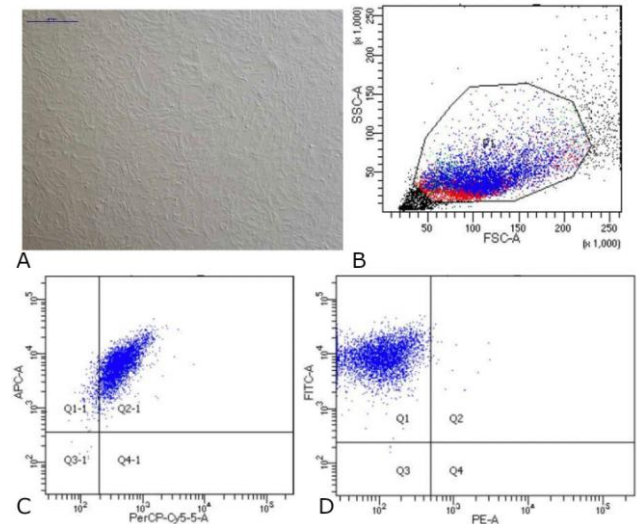 A
B
SSC-A
(x 1,000)
250
200
150
100
50
P1
50 100 150 200 250
FSC-A
(x 1,000)
C
APC-A
10^5
10^4
10^3
10^2
Q1-1 Q2-1
Q3-1 Q4-1
10^2 10^3 10^4 10^5
PerCP-Cy5-5-A
D
FITC-A
10^5
10^4
10^3
10^2
Q1 Q2
Q3 Q4
10^2 10^3 10^4 10^5
PE-A